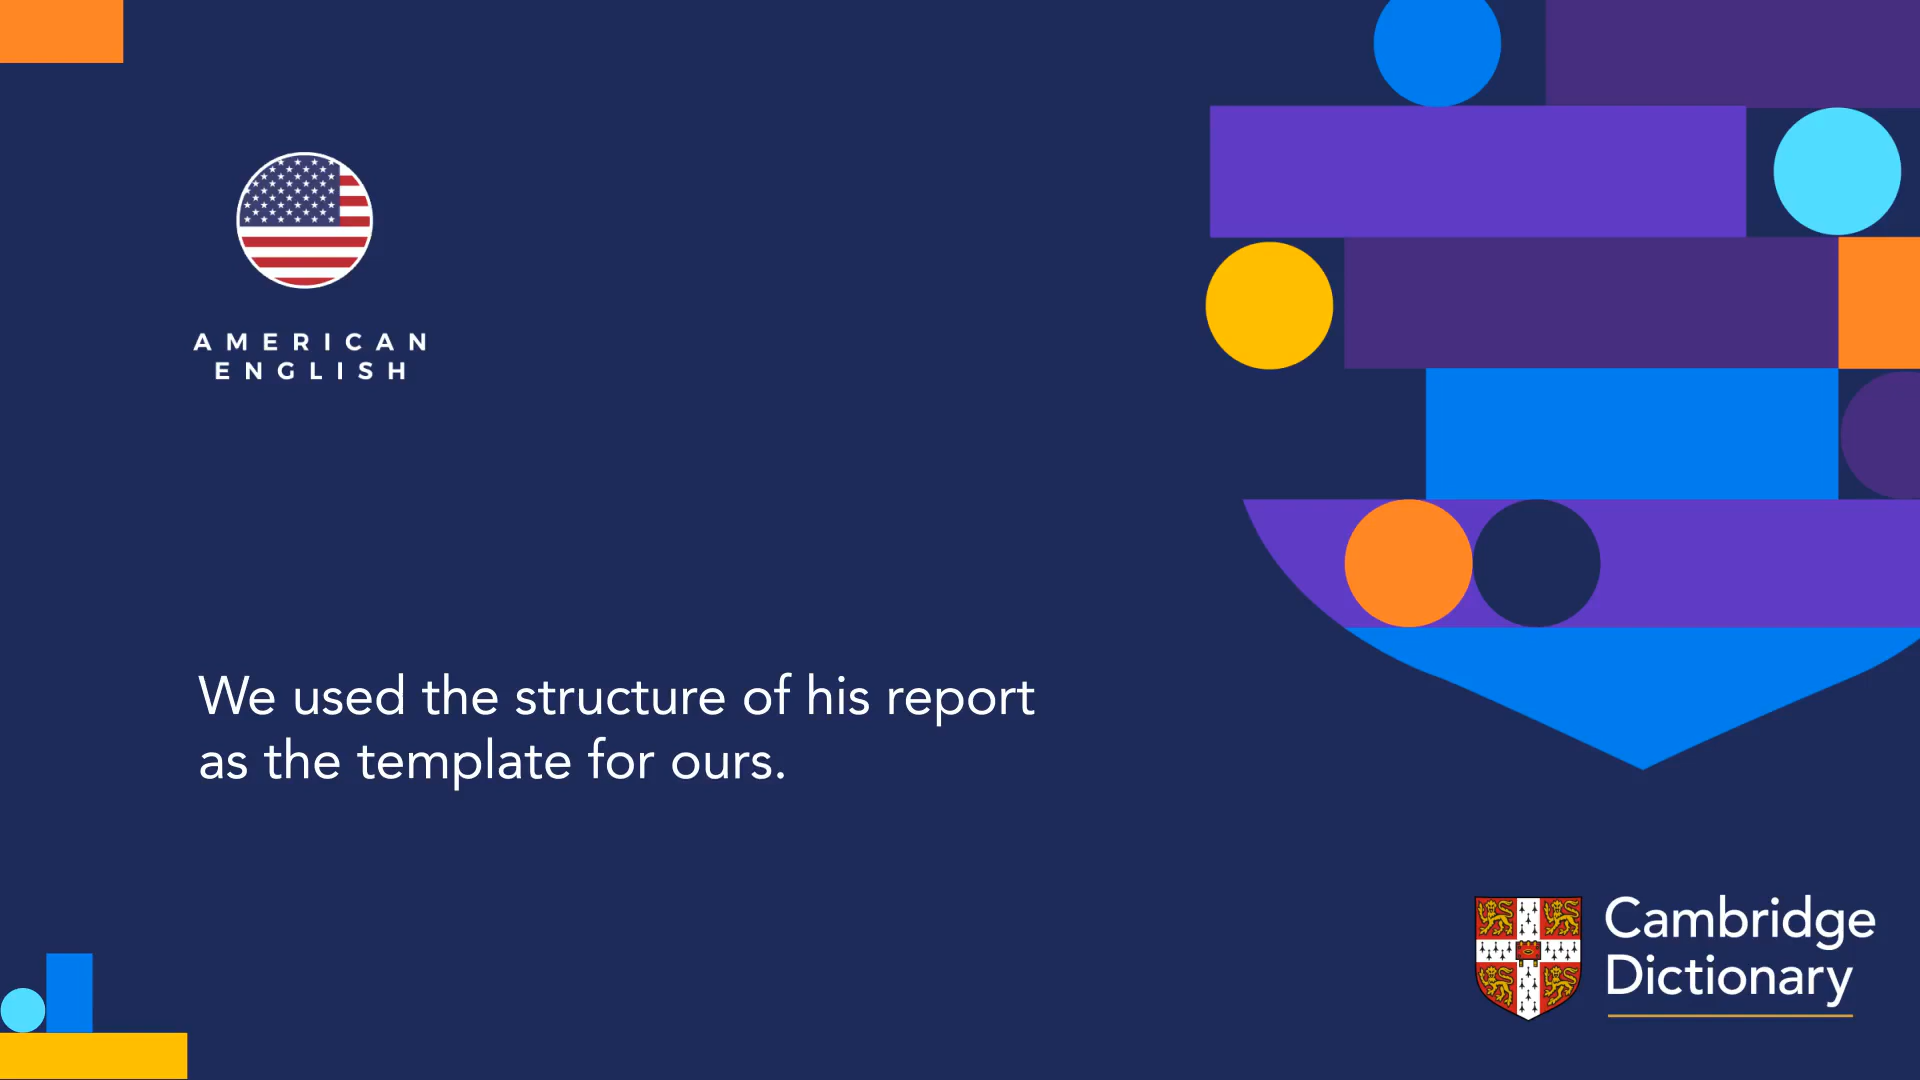 AMERICAN
ENGLISH
We used the structure of his report
as the template for ours.
Cambridge
Dictionary